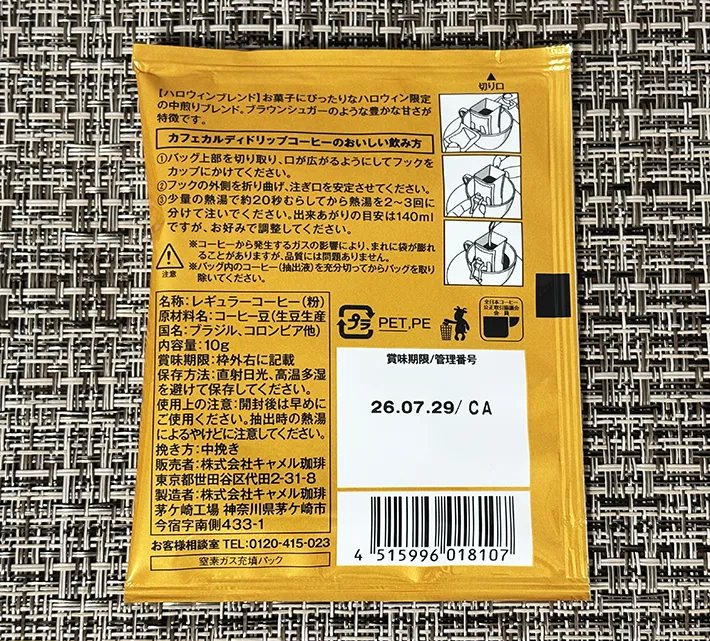 切り口
【ハロウィンブレンド】お菓子にぴったりなハロウィン限定
の中煎りブレンド。ブラウンシュガーのような豊かな甘さが
特徴です。
カフェカルディドリップコーヒーのおいしい飲み方
①バッグ上部を切り取り、口が広がるようにしてフックを
カップにかけてください。
②フックの外側を折り曲げ、注ぎ口を安定させてください。
③少量の熱湯で約20秒むらしてから熱湯を2〜3回に
分けて注いでください。出来あがりの目安は140ml
ですが、お好みで調整してください。
注意
※コーヒーから発生するガスの影響により、まれに袋が膨れ
ることがありますが、品質には問題ありません。
※バッグ内のコーヒー(抽出液)を充分切ってからバッグを取り
除いてください。
名称:レギュラーコーヒー(粉)
原材料名:コーヒー豆(生豆生産
国名:ブラジル、コロンビア他)
内容量:10g
賞味期限:枠外右に記載
保存方法:直射日光、高温多湿
を避けて保存してください。
使用上の注意:開封後は早めに
ご使用ください。抽出時の熱湯
によるやけどに注意してください。
挽き方:中挽き
販売者:株式会社キャメル珈琲
東京都世田谷区代田2-31-8
製造者:株式会社キャメル珈琲
茅ケ崎工場 神奈川県茅ケ崎市
今宿字南側433-1
お客様相談室 TEL:0120-415-023
窒素ガス充填パック
プラ
PET,PE
全日本コーヒー
公正取引協議会
会員
賞味期限/管理番号
26.07.29/CA
4 515996 018107